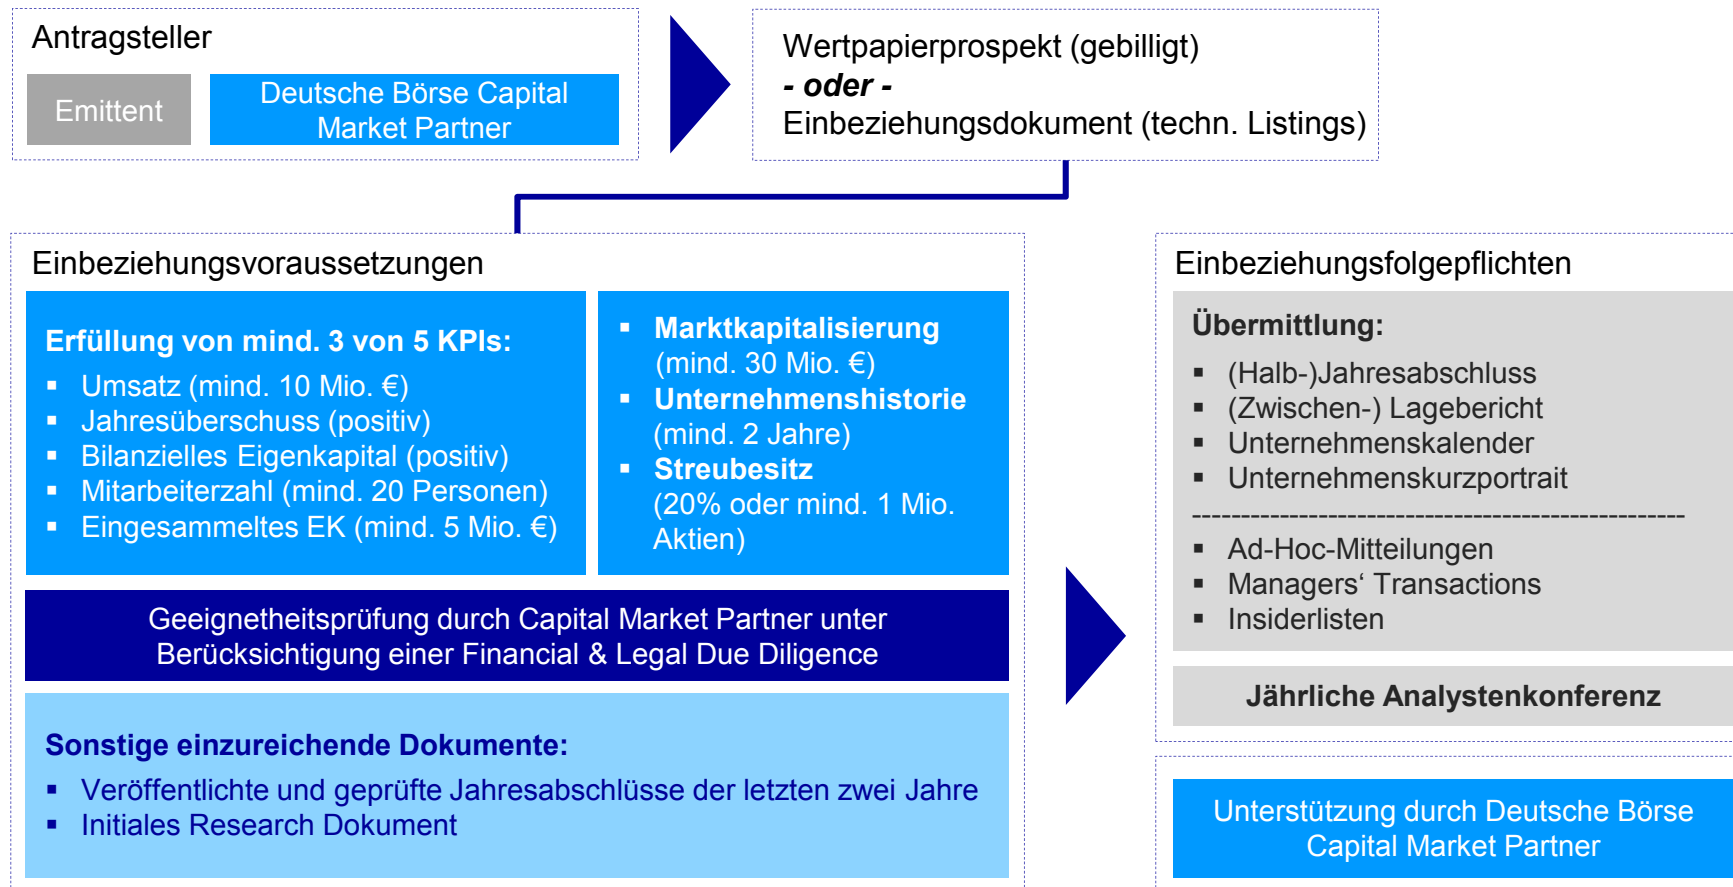 Antragsteller
Emittent
Deutsche Börse Capital
Market Partner
Wertpapierprospekt (gebilligt)
- oder -
Einbeziehungsdokument (techn. Listings)
Einbeziehungsvoraussetzungen
Erfüllung von mind. 3 von 5 KPIs:
▪ Umsatz (mind. 10 Mio. €)
▪ Jahresüberschuss (positiv)
▪ Bilanzielles Eigenkapital (positiv)
▪ Mitarbeiterzahl (mind. 20 Personen)
▪ Eingesammeltes EK (mind. 5 Mio. €)
▪ Marktkapitalisierung
(mind. 30 Mio. €)
▪ Unternehmenshistorie
(mind. 2 Jahre)
▪ Streubesitz
(20% oder mind. 1 Mio.
Aktien)
Geeignetheitsprüfung durch Capital Market Partner unter
Berücksichtigung einer Financial & Legal Due Diligence
Sonstige einzureichende Dokumente:
▪ Veröffentlichte und geprüfte Jahresabschlüsse der letzten zwei Jahre
▪ Initiales Research Dokument
Einbeziehungsfolgepflichten
Übermittlung:
▪ (Halb-)Jahresabschluss
▪ (Zwischen-) Lagebericht
▪ Unternehmenskalender
▪ Unternehmenskurzportrait
--------------------------------------------------
▪ Ad-Hoc-Mitteilungen
▪ Managers‘ Transactions
▪ Insiderlisten
Jährliche Analystenkonferenz
Unterstützung durch Deutsche Börse
Capital Market Partner